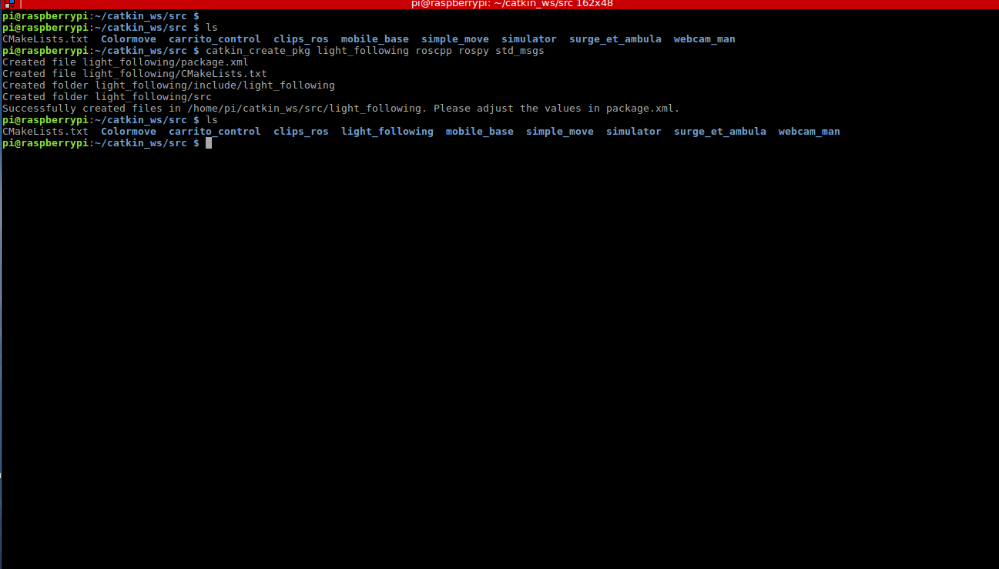 pi@raspberrypi: ~/catkin_ws/src 162x48
pi@raspberrypi:~/catkin_ws/src $
pi@raspberrypi:~/catkin_ws/src $ ls
CMakeLists.txt  Colormove  carrito_control  clips_ros  mobile_base  simple_move  simulator  surge_et_ambula  webcam_man
pi@raspberrypi:~/catkin_ws/src $ catkin_create_pkg light_following roscpp rospy std_msgs
Created file light_following/package.xml
Created file light_following/CMakeLists.txt
Created folder light_following/include/light_following
Created folder light_following/src
Successfully created files in /home/pi/catkin_ws/src/light_following. Please adjust the values in package.xml.
pi@raspberrypi:~/catkin_ws/src $ ls
CMakeLists.txt  Colormove  carrito_control  clips_ros  light_following  mobile_base  simple_move  simulator  surge_et_ambula  webcam_man
pi@raspberrypi:~/catkin_ws/src $